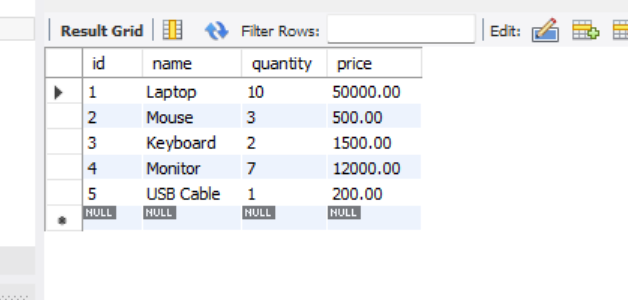 Result Grid Filter Rows: Edit:
id name quantity price
1 Laptop 10 50000.00
2 Mouse 3 500.00
3 Keyboard 2 1500.00
4 Monitor 7 12000.00
5 USB Cable 1 200.00
NULL NULL NULL NULL